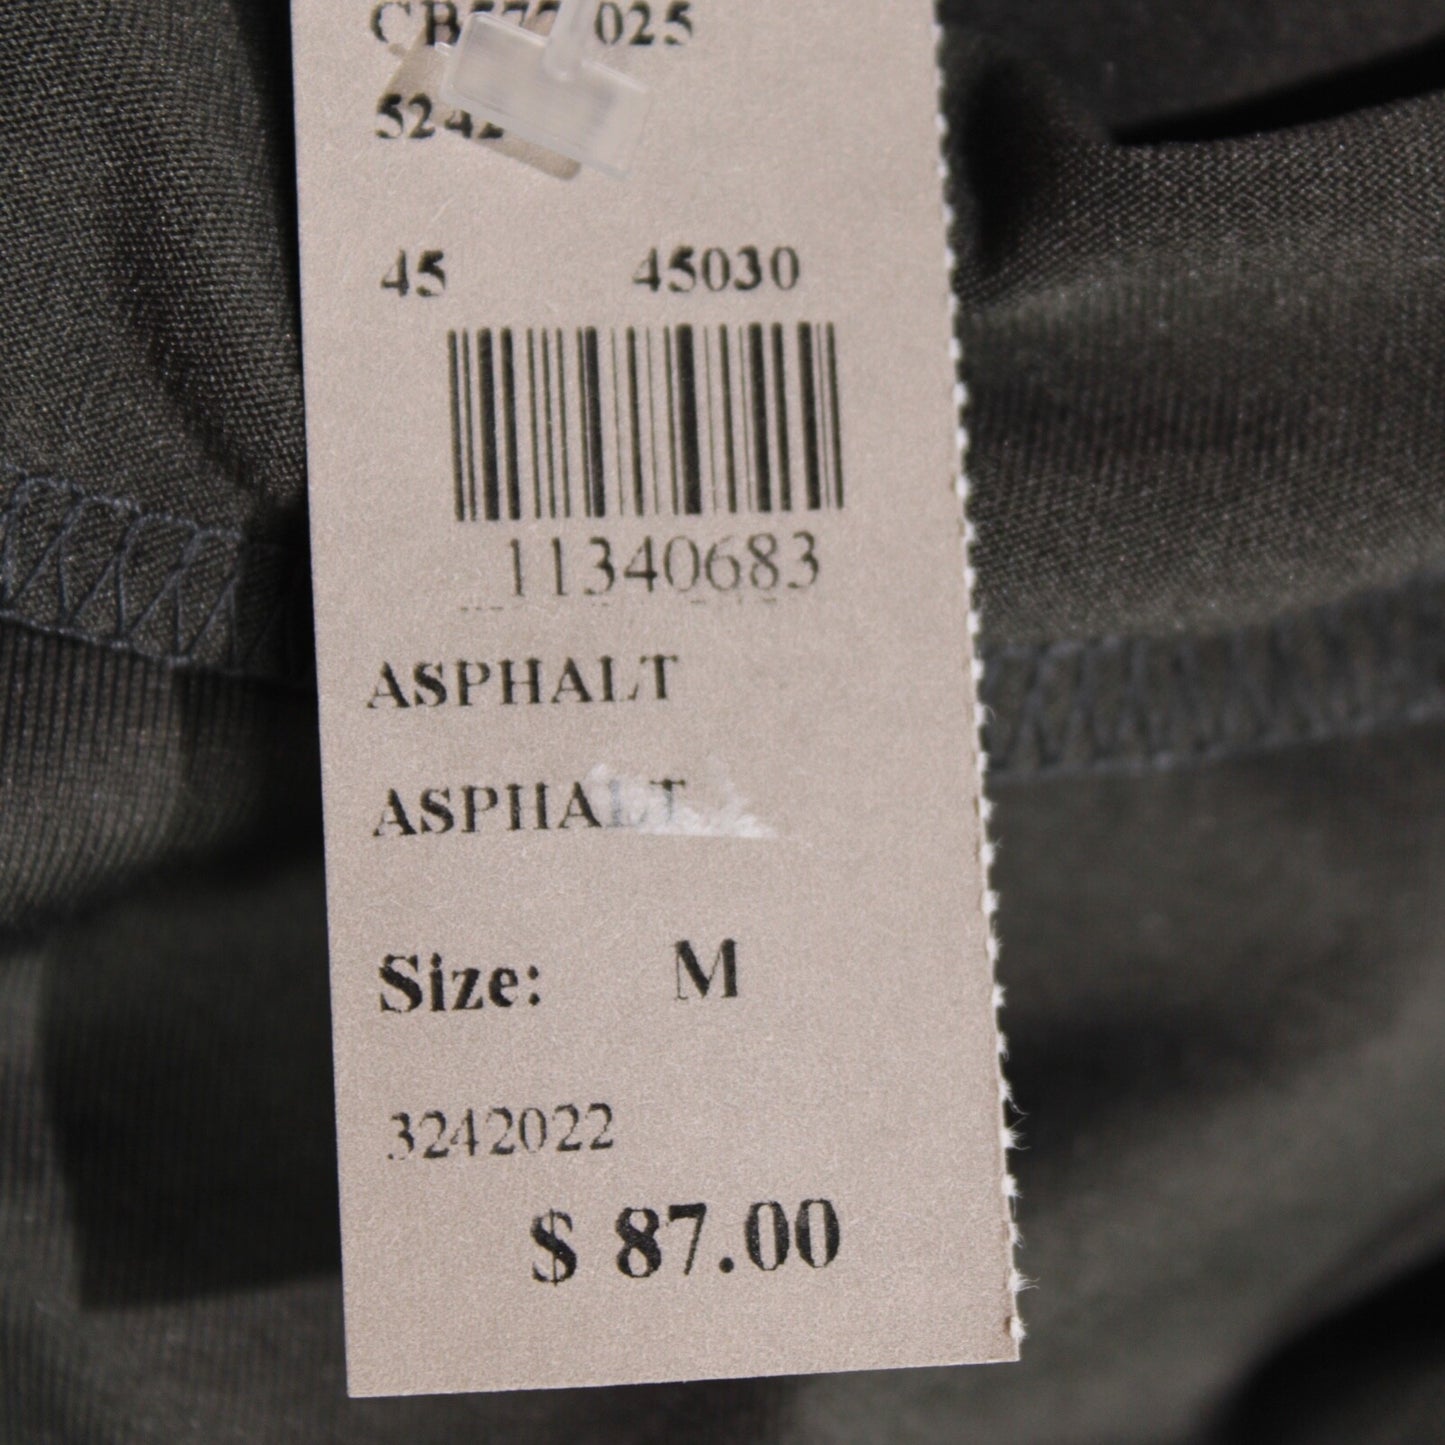 025
45 45030
11340683
ASPHALT
ASPHALT
Size: M
3242022
$ 87.00